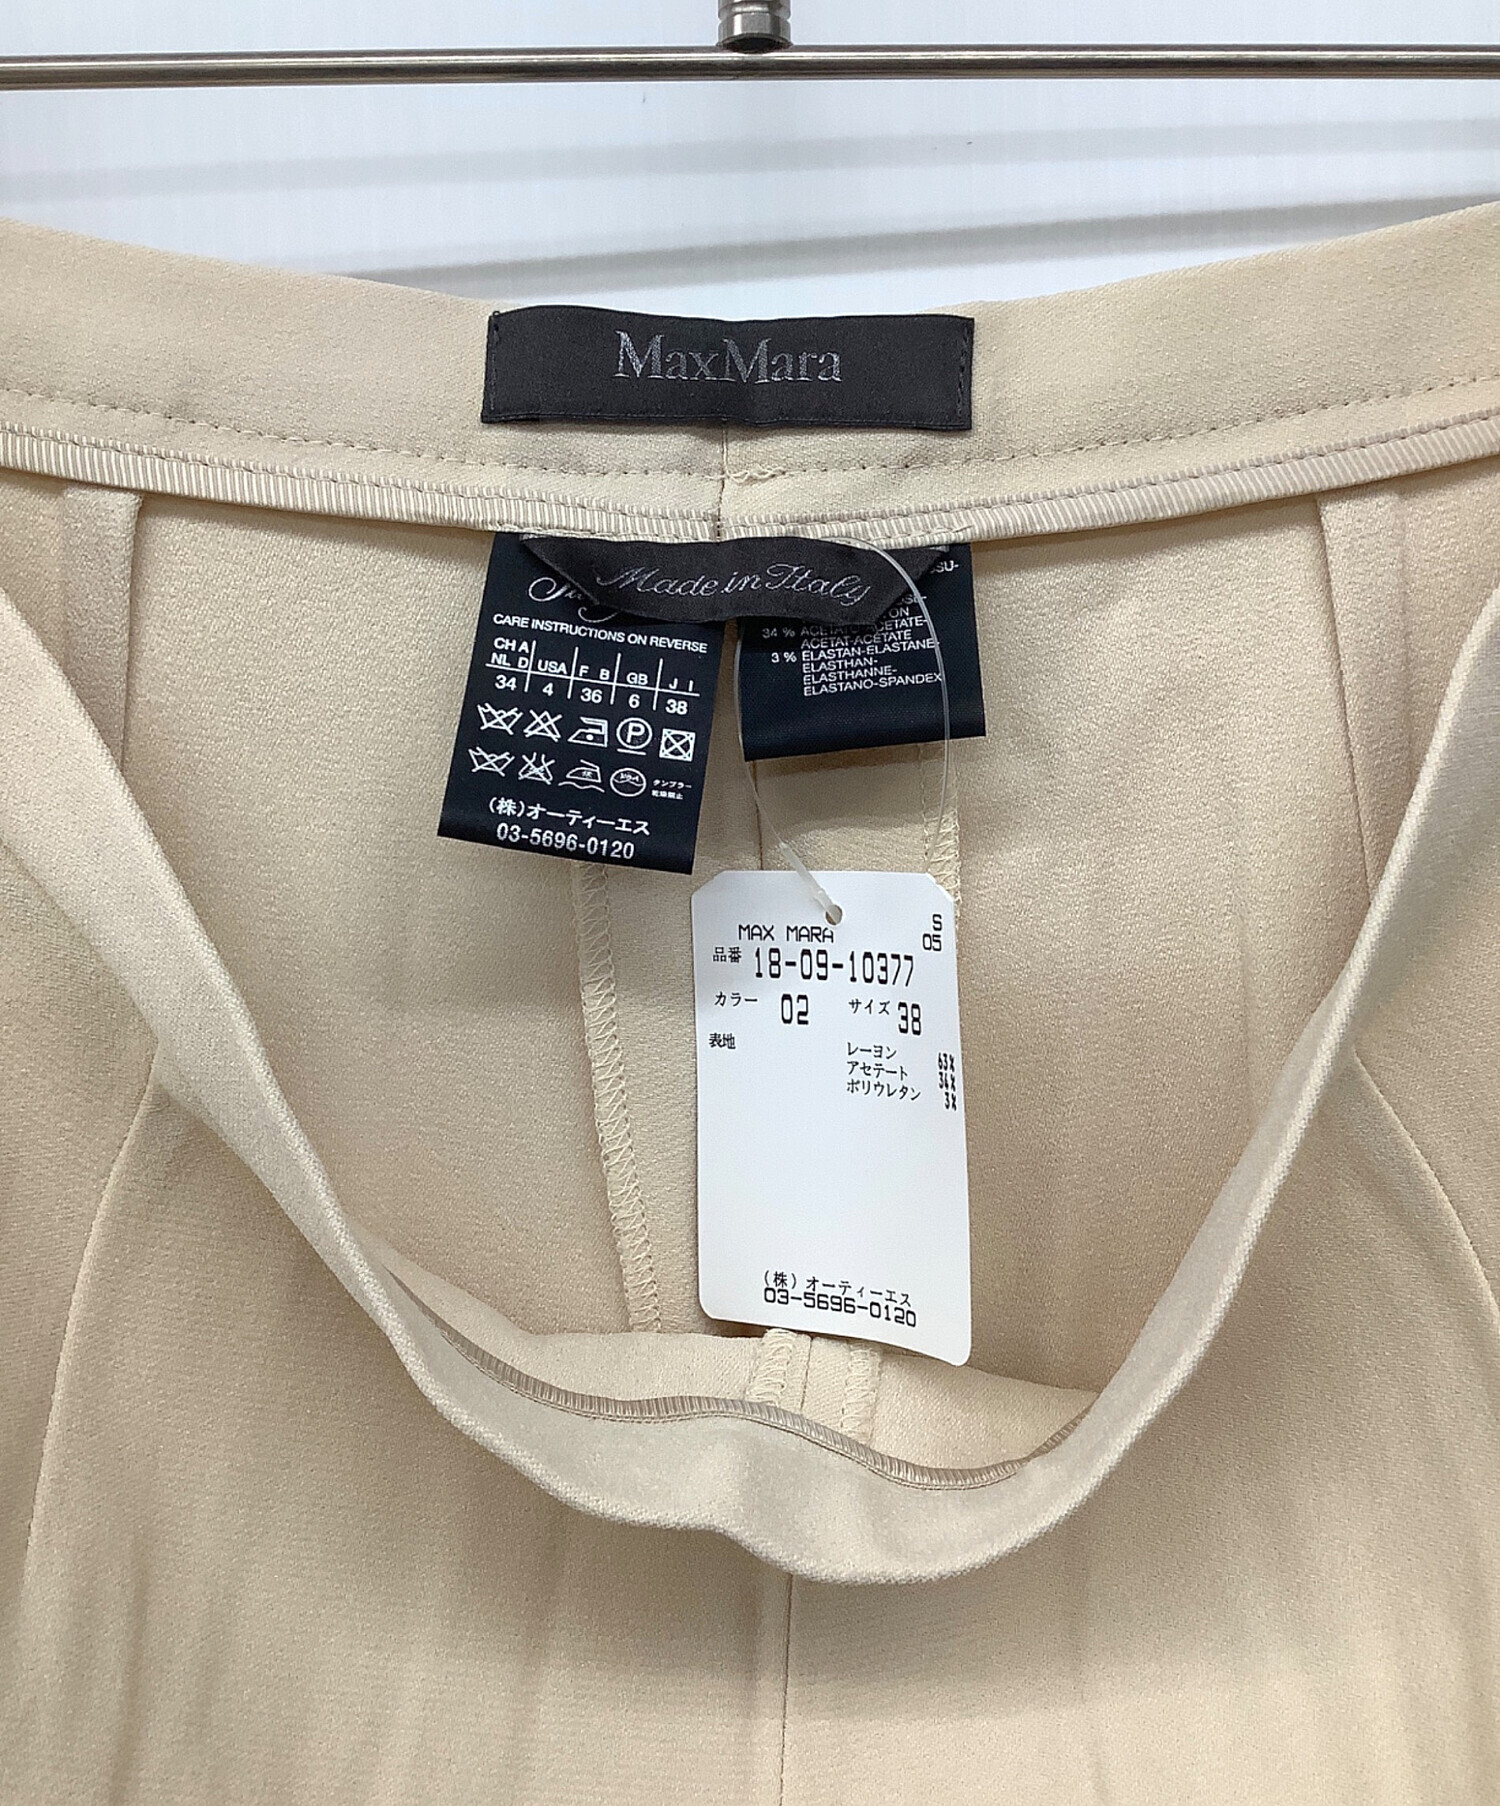 MaxMara
Made in Italy
CARE INSTRUCTIONS ON REVERSE
CH A
NL D USA F B GB J I
34 4 36 6 38
P
タンブラー
乾燥禁止
(株)オーティーエス
03-5696-0120
34 % ACETATE-
ACETAT-ACETATE
3 % ELASTAN-ELASTANE-
ELASTHAN-
ELASTHANNE-
ELASTANO-SPANDEX
S
MAX MARA 05
品番 18-09-10377
カラー 02 サイズ 38
表地
レーヨン 63%
アセテート 34%
ポリウレタン 3%
(株)オーティーエス
03-5696-0120